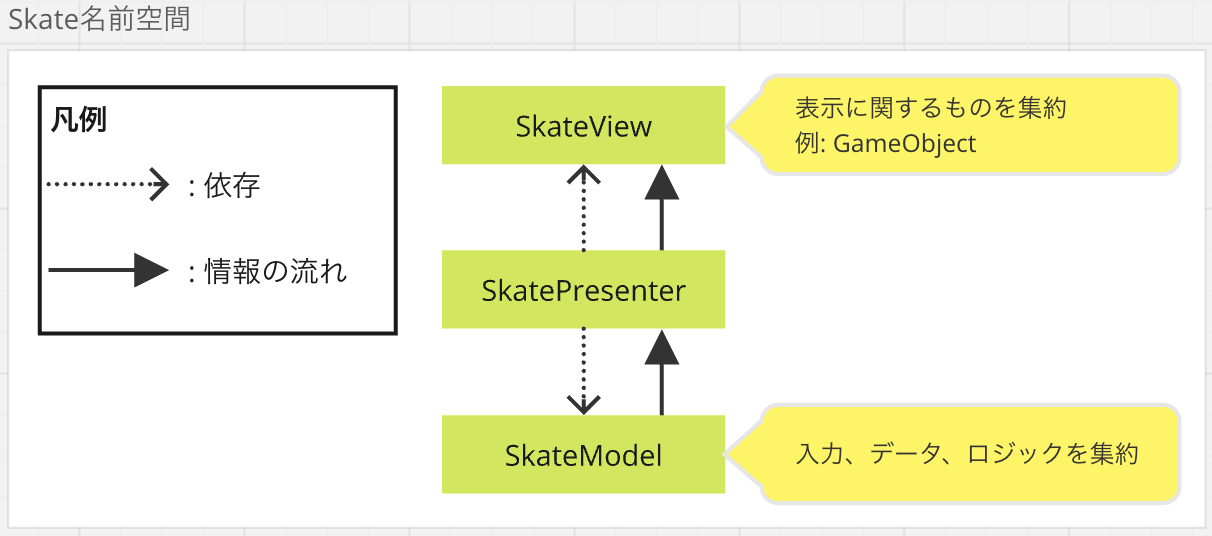 Skate名前空間
凡例
: 依存
: 情報の流れ
SkateView
表示に関するものを集約
例: GameObject
SkatePresenter
SkateModel
入力、データ、ロジックを集約